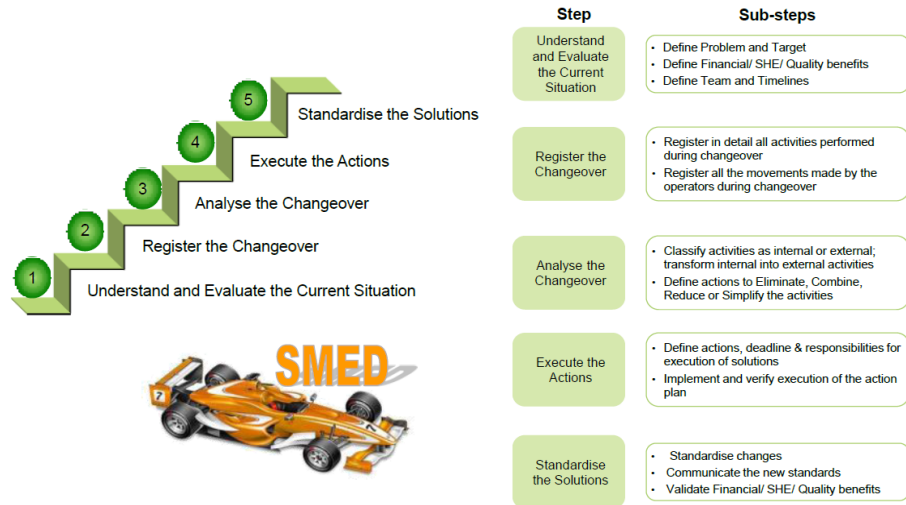 5
Standardise the Solutions
4
Execute the Actions
3
Analyse the Changeover
2
Register the Changeover
1
Understand and Evaluate the Current Situation
SMED
7
7
Step
Sub-steps
Understand
and Evaluate
the Current
Situation
• Define Problem and Target
• Define Financial/ SHE/ Quality benefits
• Define Team and Timelines
Register the
Changeover
• Register in detail all activities performed
during changeover
• Register all the movements made by the
operators during changeover
Analyse the
Changeover
• Classify activities as internal or external;
transform internal into external activities
• Define actions to Eliminate, Combine,
Reduce or Simplify the activities
Execute the
Actions
• Define actions, deadline & responsibilities for
execution of solutions
• Implement and verify execution of the action
plan
Standardise
the Solutions
• Standardise changes
• Communicate the new standards
• Validate Financial/ SHE/ Quality benefits